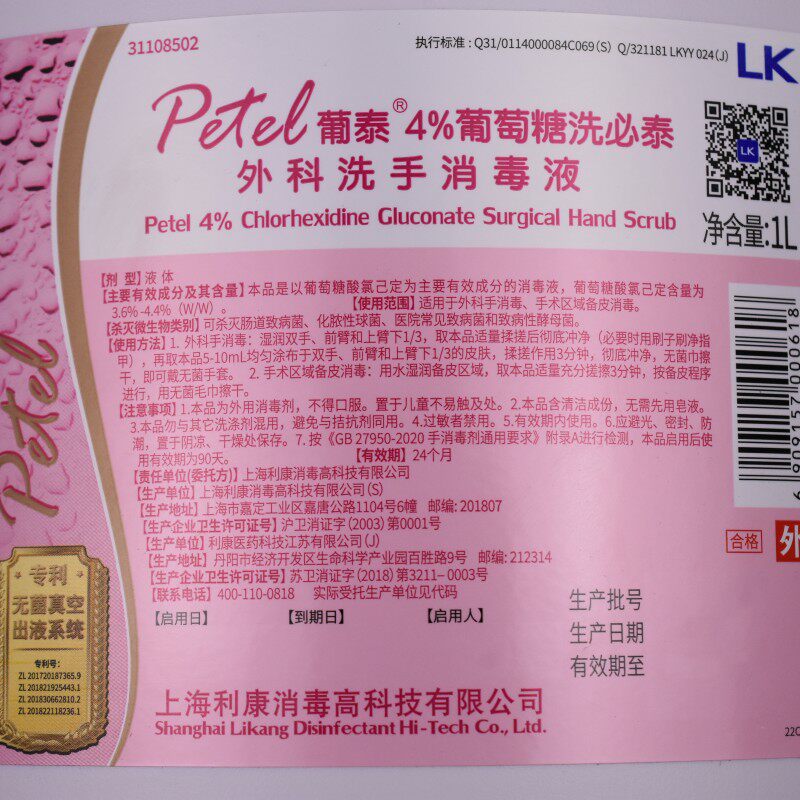 31108502
执行标准：Q31/0114000084C069(S) Q/321181 LKYY 024(J)
LK
Petel 葡泰® 4%葡萄糖洗必泰
外科洗手消毒液
Petel 4% Chlorhexidine Gluconate Surgical Hand Scrub
LK
净含量:1L
【剂 型】液体
【主要有效成分及其含量】本品是以葡萄糖酸氯己定为主要有效成分的消毒液，葡萄糖酸氯己定含量为
3.6%-4.4%（W/W）。 【使用范围】适用于外科手消毒、手术区域备皮消毒。
【杀灭微生物类别】可杀灭肠道致病菌、化脓性球菌、医院常见致病菌和致病性酵母菌。
【使用方法】1. 外科手消毒：湿润双手、前臂和上臂下1/3，取本品适量揉搓后彻底冲净（必要时用刷子刷净指
甲），再取本品5-10mL均匀涂布于双手、前臂和上臂下1/3的皮肤，揉搓作用3分钟，彻底冲净，无菌巾擦
干，即可戴无菌手套。 2. 手术区域备皮消毒：用水湿润备皮区域，取本品适量充分搓擦3分钟，按备皮程序
进行，用无菌毛巾擦干。
【注意事项】1.本品为外用消毒剂，不得口服。置于儿童不易触及处。2.本品含清洁成份，无需先用皂液。
3.本品勿与其它洗涤剂混用，避免与拮抗剂同用。4.过敏者禁用。5.有效期内使用。6.应避光、密封、防
潮，置于阴凉、干燥处保存。7. 按《GB 27950-2020 手消毒剂通用要求》附录A进行检测，本品启用后使
用有效期为90天。 【有效期】24个月
【责任单位(委托方)】上海利康消毒高科技有限公司
【生产单位】上海利康消毒高科技有限公司(S)
【生产地址】上海市嘉定工业区嘉唐公路1104号6幢 邮编: 201807
【生产企业卫生许可证号】沪卫消证字(2003)第0001号
【生产单位】利康医药科技江苏有限公司(J)
【生产地址】丹阳市经济开发区生命科学产业园百胜路9号 邮编: 212314
【生产企业卫生许可证号】苏卫消证字(2018)第3211-0003号
【联系电话】400-110-0818 实际受托生产单位见代码
【启用日】 【到期日】 【启用人】
生产批号
生产日期
有效期至
上海利康消毒高科技有限公司
Shanghai Likang Disinfectant Hi-Tech Co., Ltd.
Petel
专利
无菌真空
出液系统
专利号:
ZL 201720187365.9
ZL 201821925443.1
ZL 201830662810.2
ZL 201822118236.1
6 909157 000618
合格
外